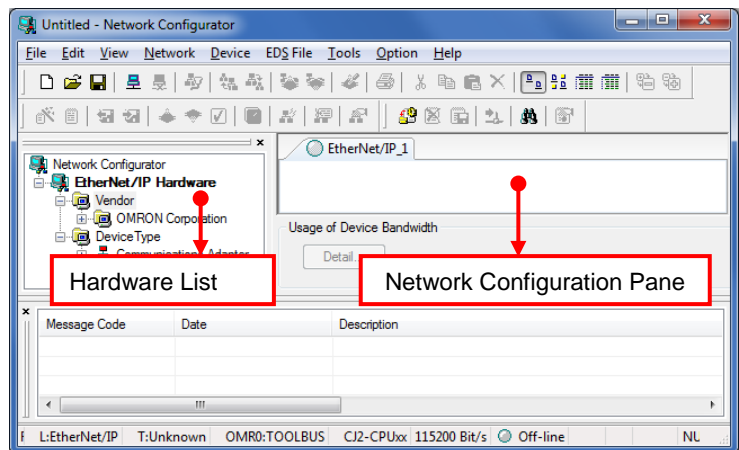 Untitled - Network Configurator
File Edit View Network Device EDS File Tools Option Help
EtherNet/IP_1
Network Configurator
EtherNet/IP Hardware
Vendor
OMRON Corporation
DeviceType
Communications Adapter
Usage of Device Bandwidth
Detail...
Hardware List
Network Configuration Pane
Message Code Date Description
L:EtherNet/IP T:Unknown OMR0:TOOLBUS CJ2-CPUxx 115200 Bit/s Off-line NU